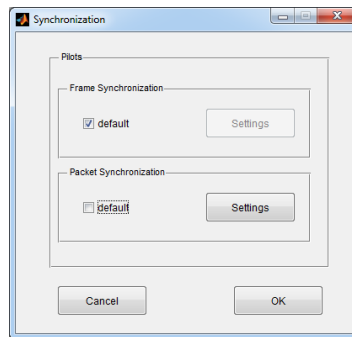 Synchronization
Pilots
Frame Synchronization
default
Settings
Packet Synchronization
default
Settings
Cancel
OK